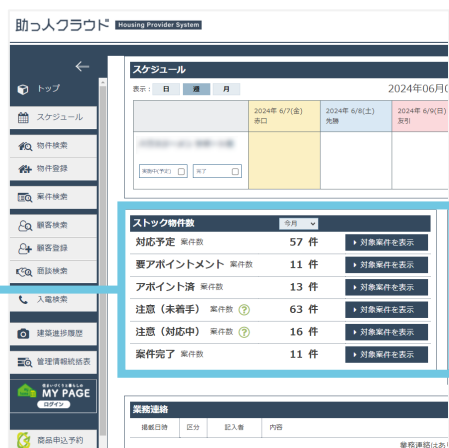 助っ人クラウド Housing Provider System
トップ
スケジュール
物件検索
物件登録
案件検索
顧客検索
顧客登録
商談検索
入電検索
建築進捗履歴
管理情報統括表
MY PAGE
ログイン
商品申込予約
スケジュール
表示： 日 週 月 2024年06月0
2024年 6/7(金) 2024年 6/8(土) 2024年 6/9(日)
赤口 先勝 友引
実施中(予定) 完了
ストック物件数 今月
対応予定 案件数 57 件 対象案件を表示
要アポイントメント 案件数 11 件 対象案件を表示
アポイント済 案件数 13 件 対象案件を表示
注意（未着手） 案件数 ? 63 件 対象案件を表示
注意（対応中） 案件数 ? 16 件 対象案件を表示
案件完了 案件数 11 件 対象案件を表示
業務連絡
掲載日時 区分 記入者 内容
業務連絡はあり